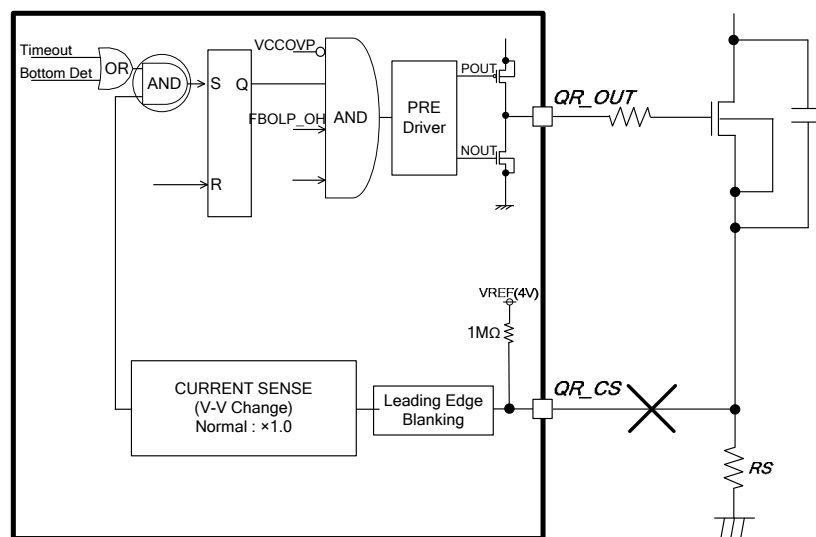 Timeout
Bottom Det
OR
AND
S
Q
R
VCCOVP
FBOLP_OH
AND
PRE
Driver
POUT
NOUT
QR_OUT
VREF(4V)
1MΩ
CURRENT SENSE
(V-V Change)
Normal : ×1.0
Leading Edge
Blanking
QR_CS
RS